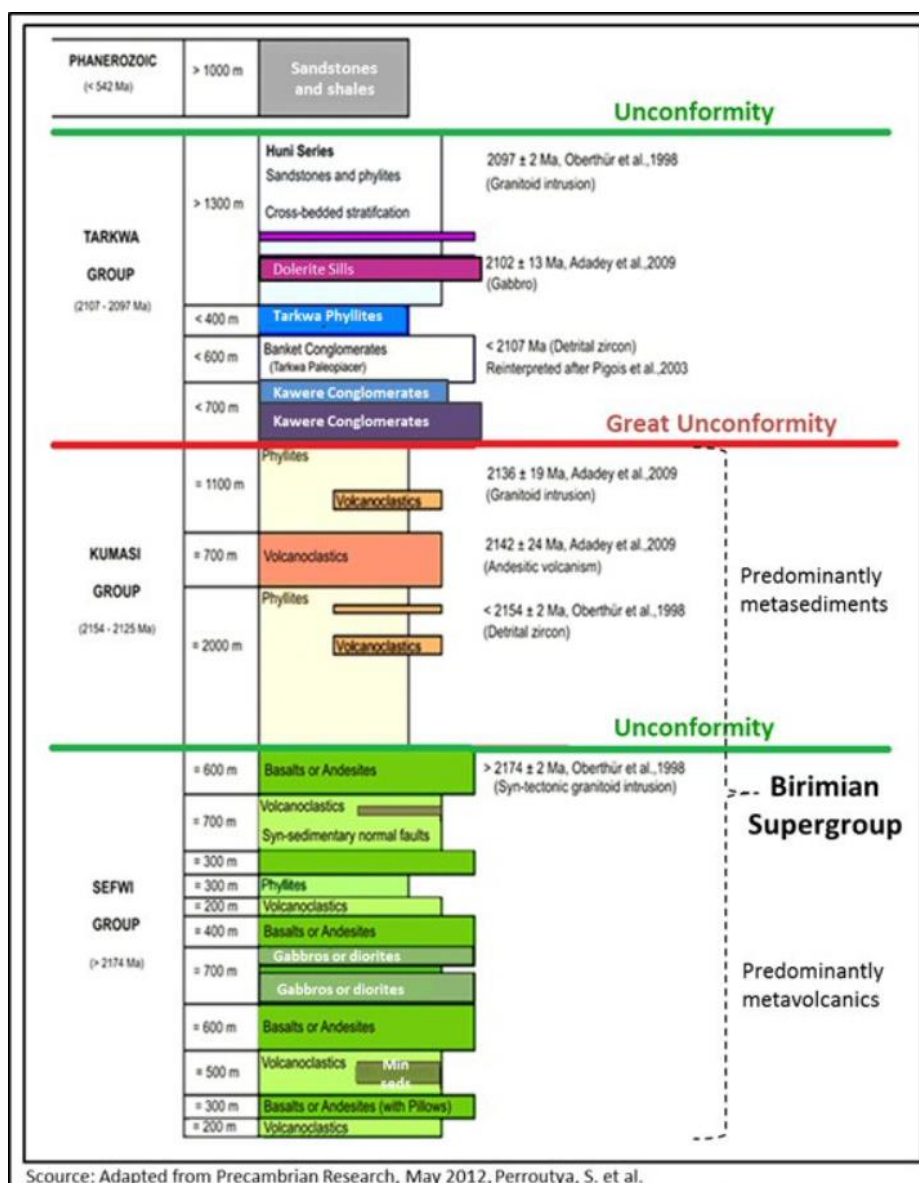 PHANEROZOIC
(< 542 Ma)
> 1000 m
Sandstones
and shales
Unconformity
TARKWA
GROUP
(2107 - 2097 Ma)
> 1300 m
Huni Series
Sandstones and phylites
Cross-bedded stratifcation
2097 ± 2 Ma, Oberthür et al.,1998
(Granitoid intrusion)
Dolerite Sills
2102 ± 13 Ma, Adadey et al.,2009
(Gabbro)
< 400 m
Tarkwa Phyllites
< 600 m
Banket Conglomerates
(Tarkwa Paleoplacer)
< 2107 Ma (Detrital zircon)
Reinterpreted after Pigois et al.,2003
< 700 m
Kawere Conglomerates
Kawere Conglomerates
Great Unconformity
KUMASI
GROUP
(2154 - 2125 Ma)
= 1100 m
Phyllites
Volcanoclastics
2136 ± 19 Ma, Adadey et al.,2009
(Granitoid intrusion)
= 700 m
Volcanoclastics
2142 ± 24 Ma, Adadey et al.,2009
(Andesitic volcanism)
Predominantly
metasediments
= 2000 m
Phyllites
Volcanoclastics
< 2154 ± 2 Ma, Oberthür et al.,1998
(Detrital zircon)
Unconformity
SEFWI
GROUP
(> 2174 Ma)
= 600 m
Basalts or Andesites
> 2174 ± 2 Ma, Oberthür et al.,1998
(Syn-tectonic granitoid intrusion)
Birimian
Supergroup
= 700 m
Volcanoclastics
Syn-sedimentary normal faults
= 300 m
= 300 m
Phyllites
= 200 m
Volcanoclastics
= 400 m
Basalts or Andesites
= 700 m
Gabbros or diorites
Gabbros or diorites
Predominantly
metavolcanics
= 600 m
Basalts or Andesites
= 500 m
Volcanoclastics
Min
seds
= 300 m
Basalts or Andesites (with Pillows)
= 200 m
Volcanoclastics
Scource: Adapted from Precambrian Research, May 2012, Perroutya, S. et al.